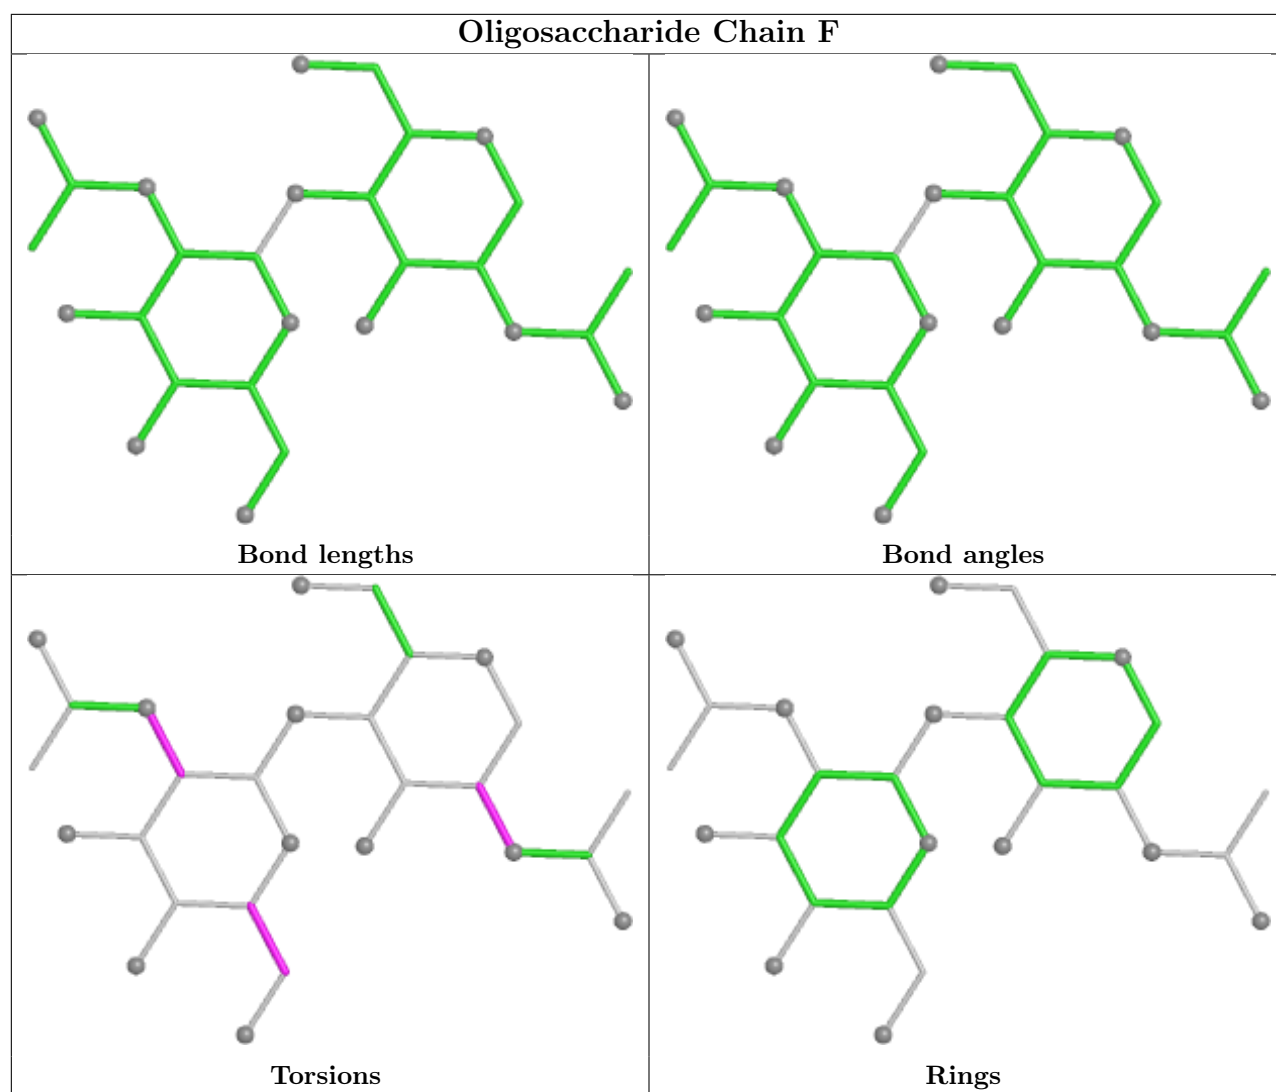 Oligosaccharide Chain F
Bond lengths
Bond angles
Torsions
Rings